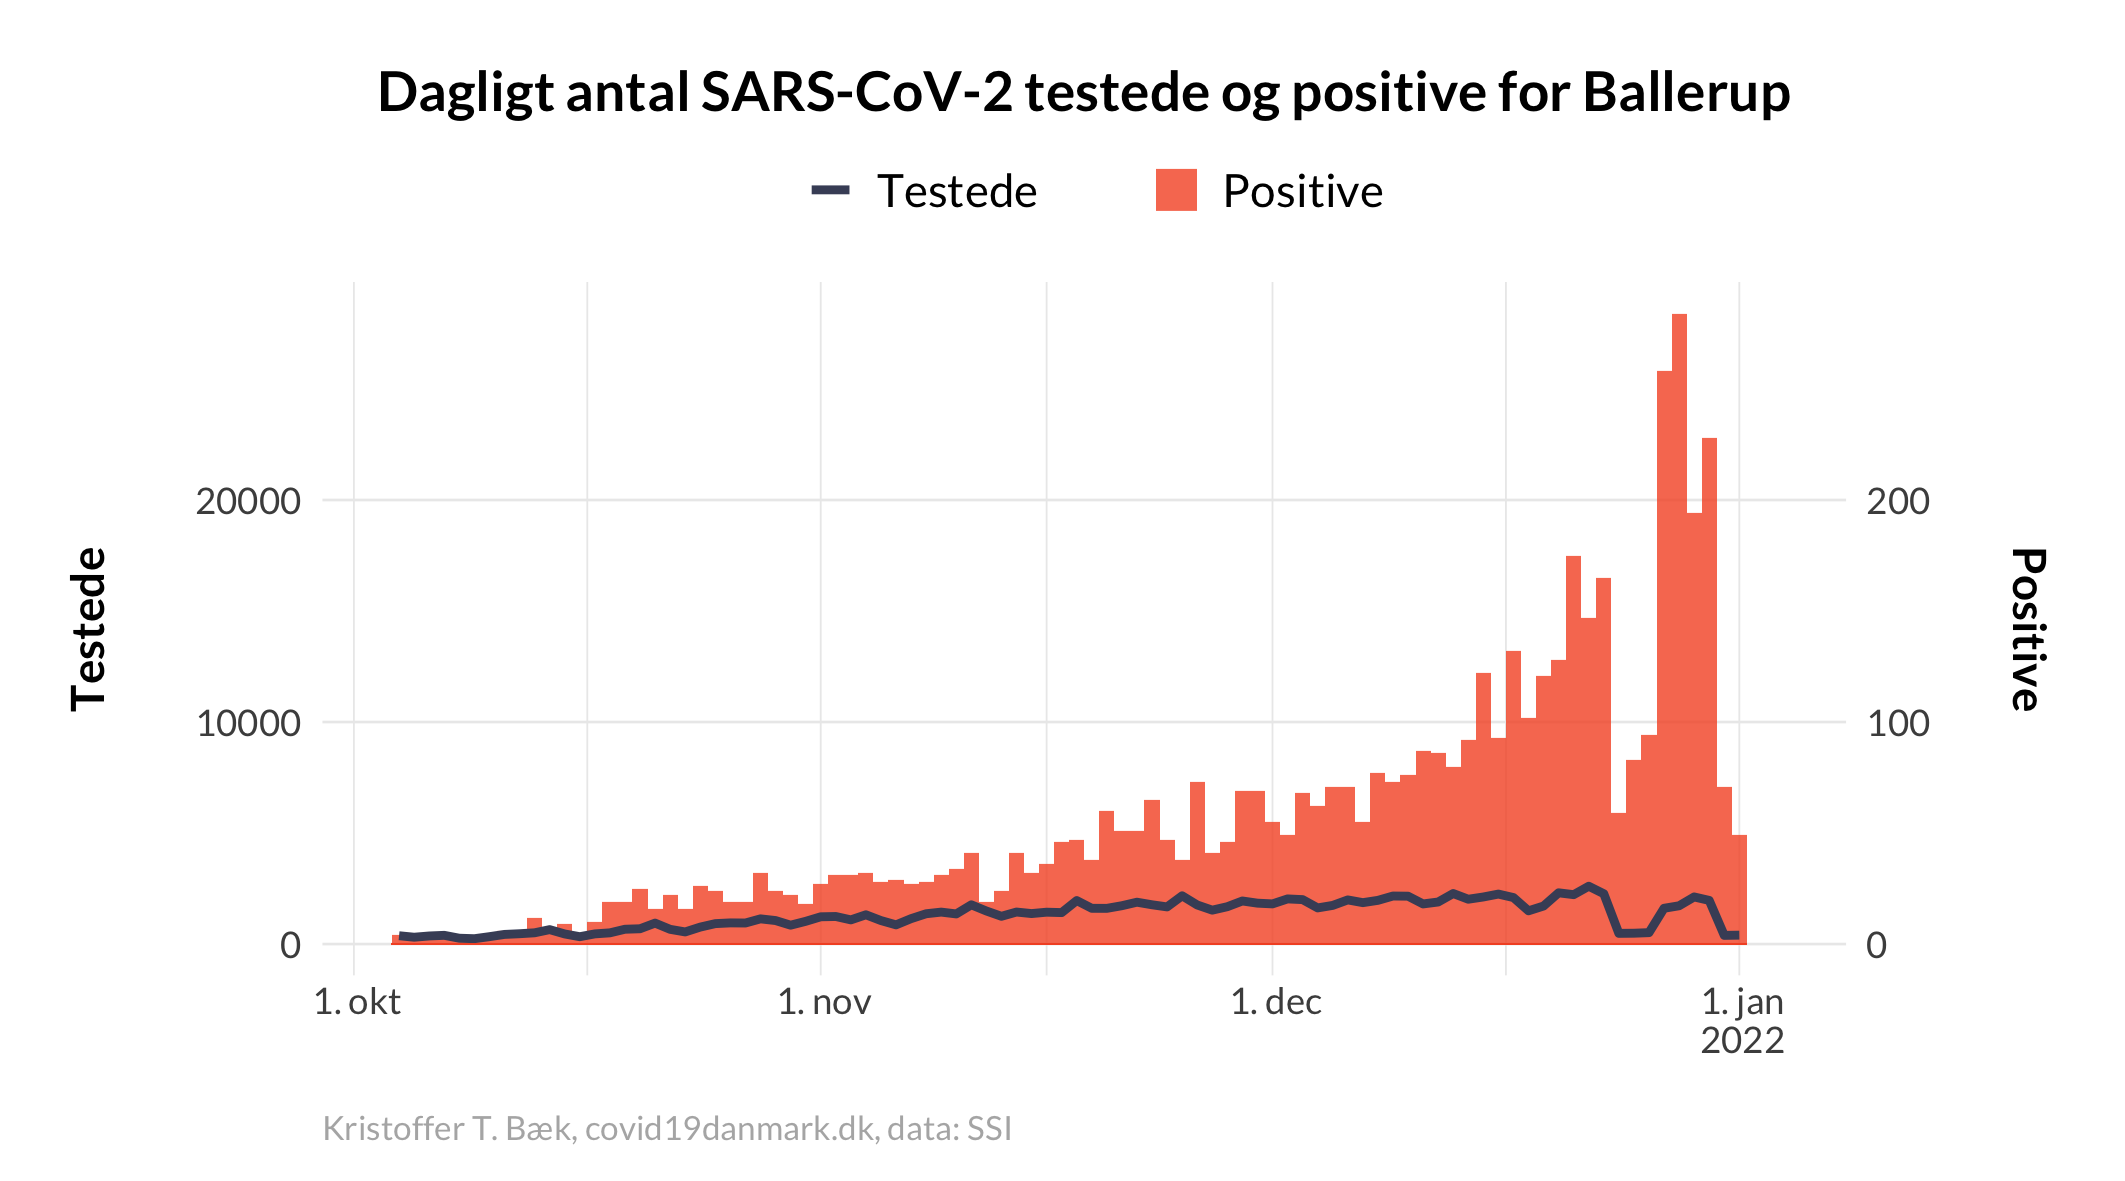 Dagligt antal SARS-CoV-2 testede og positive for Ballerup
Testede
Positive
Testede
20000
10000
0
200
100
0
Positive
1. okt
1. nov
1. dec
1. jan
2022
Kristoffer T. Bæk, covid19danmark.dk, data: SSI